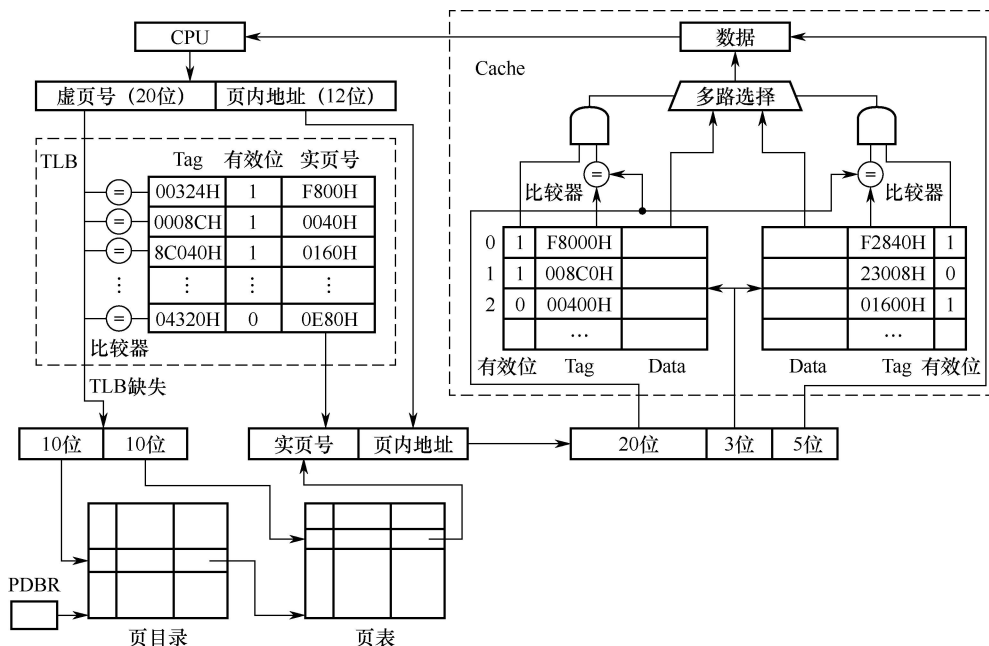 CPU
数据
Cache
虚页号（20位） 页内地址（12位）
多路选择
TLB
Tag 有效位 实页号
= 00324H 1 F800H
= 0008CH 1 0040H
= 8C040H 1 0160H
⋮ ⋮ ⋮ ⋮
= 04320H 0 0E80H
比较器
TLB缺失
比较器 = = 比较器
0 1 F8000H F2840H 1
1 1 008C0H 23008H 0
2 0 00400H 01600H 1
… …
有效位 Tag Data Data Tag 有效位
10位 10位
实页号 页内地址
20位 3位 5位
PDBR
页目录
页表